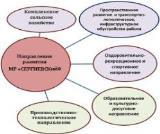 Комплексное
сельское
хозяйство
Пространственное
развитие и транспортно-
логистическое,
инфраструктурное
обустройство района
Направления
развития
МР «СЕРГИЕВСКИЙ»
Оздоровительно-
рекреационное и
спортивное
направление
Производственно-
технологическое
направление
Образовательное
и культурно-
досуговое
направление